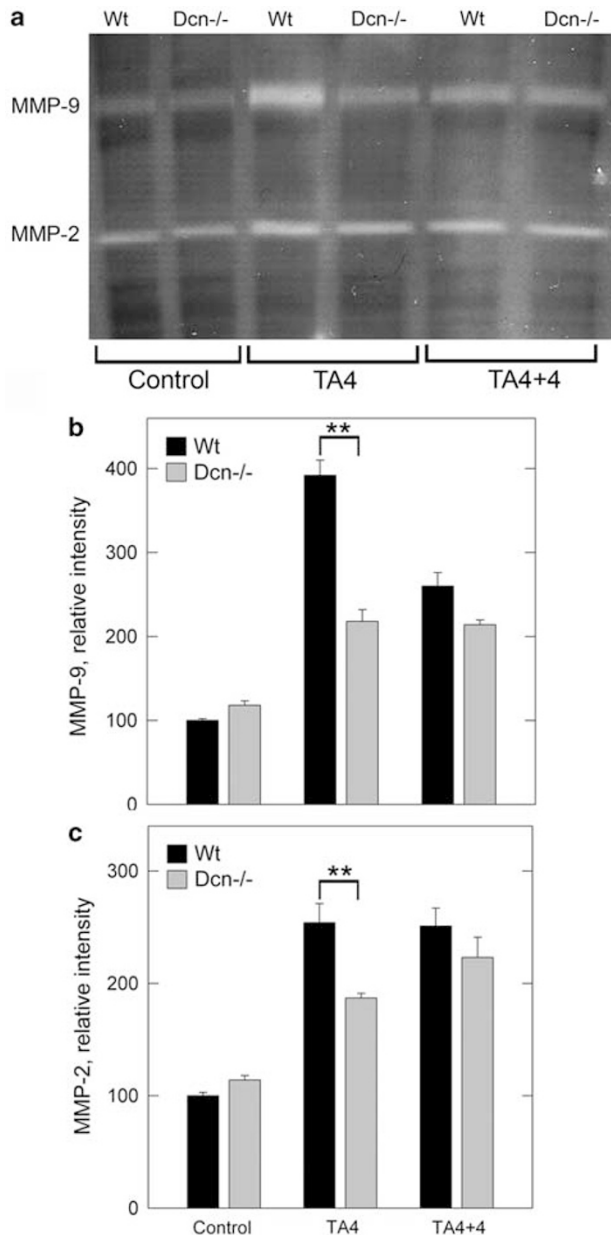 a
Wt Dcn-/- Wt Dcn-/- Wt Dcn-/-
MMP-9
MMP-2
Control TA4 TA4+4
b
Wt
Dcn-/-
**
MMP-9, relative intensity
400
300
200
100
0
c
Wt
Dcn-/-
**
MMP-2, relative intensity
300
200
100
0
Control TA4 TA4+4